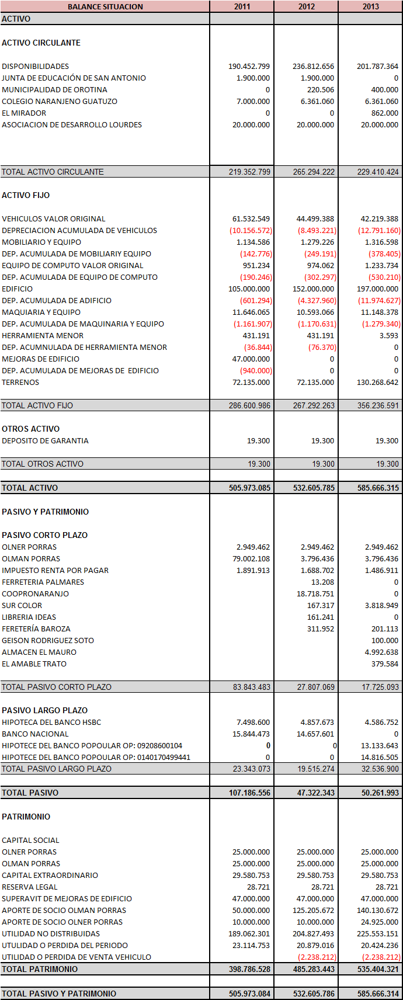 BALANCE SITUACION 2011 2012 2013
ACTIVO
ACTIVO CIRCULANTE
DISPONIBILIDADES 190.452.799 236.812.656 201.787.364
JUNTA DE EDUCACIÓN DE SAN ANTONIO 1.900.000 1.900.000 0
MUNICIPALIDAD DE OROTINA 0 220.506 400.000
COLEGIO NARANJENO GUATUZO 7.000.000 6.361.060 6.361.060
EL MIRADOR 0 0 862.000
ASOCIACION DE DESARROLLO LOURDES 20.000.000 20.000.000 20.000.000
TOTAL ACTIVO CIRCULANTE 219.352.799 265.294.222 229.410.424
ACTIVO FIJO
VEHICULOS VALOR ORIGINAL 61.532.549 44.499.388 42.219.388
DEPRECIACION ACUMULADA DE VEHICULOS (10.156.572) (8.493.221) (12.791.160)
MOBILIARIO Y EQUIPO 1.134.586 1.279.226 1.316.598
DEP. ACUMULADA DE MOBILIARIY EQUIPO (142.776) (249.191) (378.405)
EQUIPO DE COMPUTO VALOR ORIGINAL 951.234 974.062 1.233.734
DEP. ACUMULADA DE EQUIPO DE COMPUTO (190.246) (302.297) (530.210)
EDIFICIO 105.000.000 152.000.000 197.000.000
DEP. ACUMULADA DE ADIFICIO (601.294) (4.327.960) (11.974.627)
MAQUIARIA Y EQUIPO 11.646.065 10.593.066 11.148.378
DEP. ACUMULADA DE MAQUINARIA Y EQUIPO (1.161.907) (1.170.631) (1.279.340)
HERRAMIENTA MENOR 431.191 431.191 3.593
DEP. ACUMNULADA DE HERRAMIENTA MENOR (36.844) (76.370) 0
MEJORAS DE EDIFICIO 47.000.000 0 0
DEP. ACUMULADA DE MEJORAS DE EDIFICIO (940.000) 0 0
TERRENOS 72.135.000 72.135.000 130.268.642
TOTAL ACTIVO FIJO 286.600.986 267.292.263 356.236.591
OTROS ACTIVO
DEPOSITO DE GARANTIA 19.300 19.300 19.300
TOTAL OTROS ACTIVO 19.300 19.300 19.300
TOTAL ACTIVO 505.973.085 532.605.785 585.666.315
PASIVO Y PATRIMONIO
PASIVO CORTO PLAZO
OLNER PORRAS 2.949.462 2.949.462 2.949.462
OLMAN PORRAS 79.002.108 3.796.436 3.796.436
IMPUESTO RENTA POR PAGAR 1.891.913 1.688.702 1.486.911
FERRETERIA PALMARES 13.208 0
COOPRONARANJO 18.718.751 0
SUR COLOR 167.317 3.818.949
LIBRERIA IDEAS 161.241 0
FERETERÍA BAROZA 311.952 201.113
GEISON RODRIGUEZ SOTO 100.000
ALMACEN EL MAURO 4.992.638
EL AMABLE TRATO 379.584
TOTAL PASIVO CORTO PLAZO 83.843.483 27.807.069 17.725.093
PASIVO LARGO PLAZO
HIPOTECA DEL BANCO HSBC 7.498.600 4.857.673 4.586.752
BANCO NACIONAL 15.844.473 14.657.601 0
HIPOTECE DEL BANCO POPOULAR OP: 09208600104 0 0 13.133.643
HIPOTECE DEL BANCO POPOULAR OP: 0140170499441 0 0 14.816.505
TOTAL PASIVO LARGO PLAZO 23.343.073 19.515.274 32.536.900
TOTAL PASIVO 107.186.556 47.322.343 50.261.993
PATRIMONIO
CAPITAL SOCIAL
OLNER PORRAS 25.000.000 25.000.000 25.000.000
OLMAN PORRAS 25.000.000 25.000.000 25.000.000
CAPITAL EXTRAORDINARIO 29.580.753 29.580.753 29.580.753
RESERVA LEGAL 28.721 28.721 28.721
SUPERAVIT DE MEJORAS DE EDIFICIO 47.000.000 47.000.000 47.000.000
APORTE DE SOCIO OLMAN PORRAS 50.000.000 125.205.672 140.130.672
APORTE DE SOCIO OLNER PORRAS 10.000.000 10.000.000 24.925.000
UTILIDAD NO DISTRIBUIDAS 189.062.301 204.827.493 225.553.151
UTULIDAD O PERDIDA DEL PERIODO 23.114.753 20.879.016 20.424.236
UTILIDAD O PERDIDA DE VENTA VEHICULO (2.238.212) (2.238.212)
TOTAL PATRIMONIO 398.786.528 485.283.443 535.404.321
TOTAL PASIVO Y PATRIMONIO 505.973.084 532.605.786 585.666.314